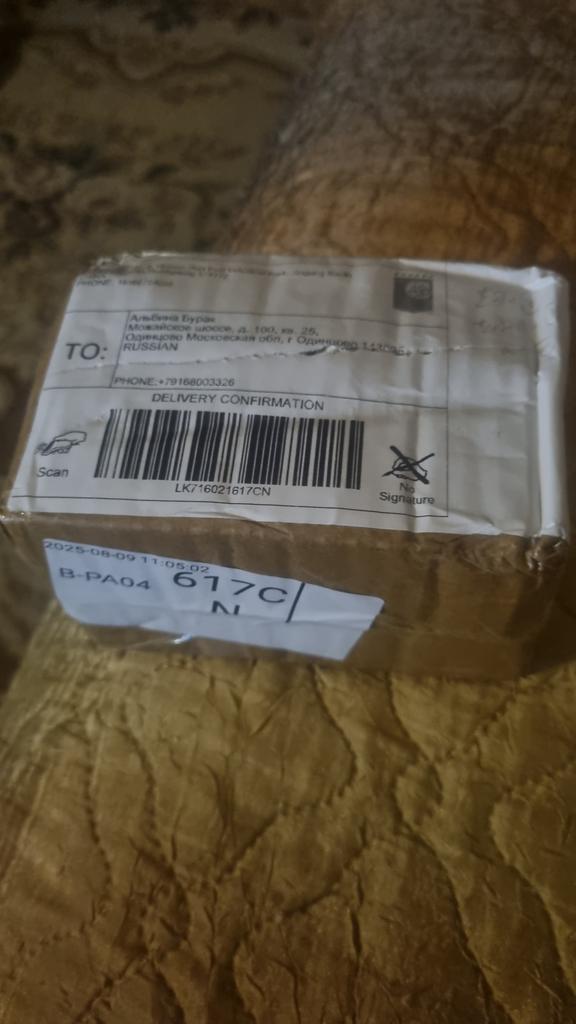 PHONE:
Альбина Бурак
Можайское шоссе, д. 100, кв. 25,
Одинцово Московская обл, г Одинцово
RUSSIAN
TO:
PHONE:+79168003326
DELIVERY CONFIRMATION
Scan
LK716021617CN
No
Signature
2025-08-09 11:05:02
B-PA04 617C
N